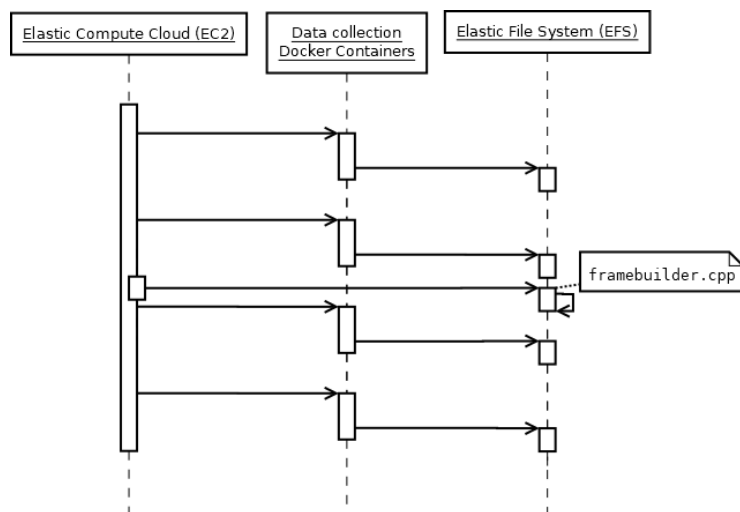 Elastic Compute Cloud (EC2)
Data collection
Docker Containers
Elastic File System (EFS)
framebuilder.cpp